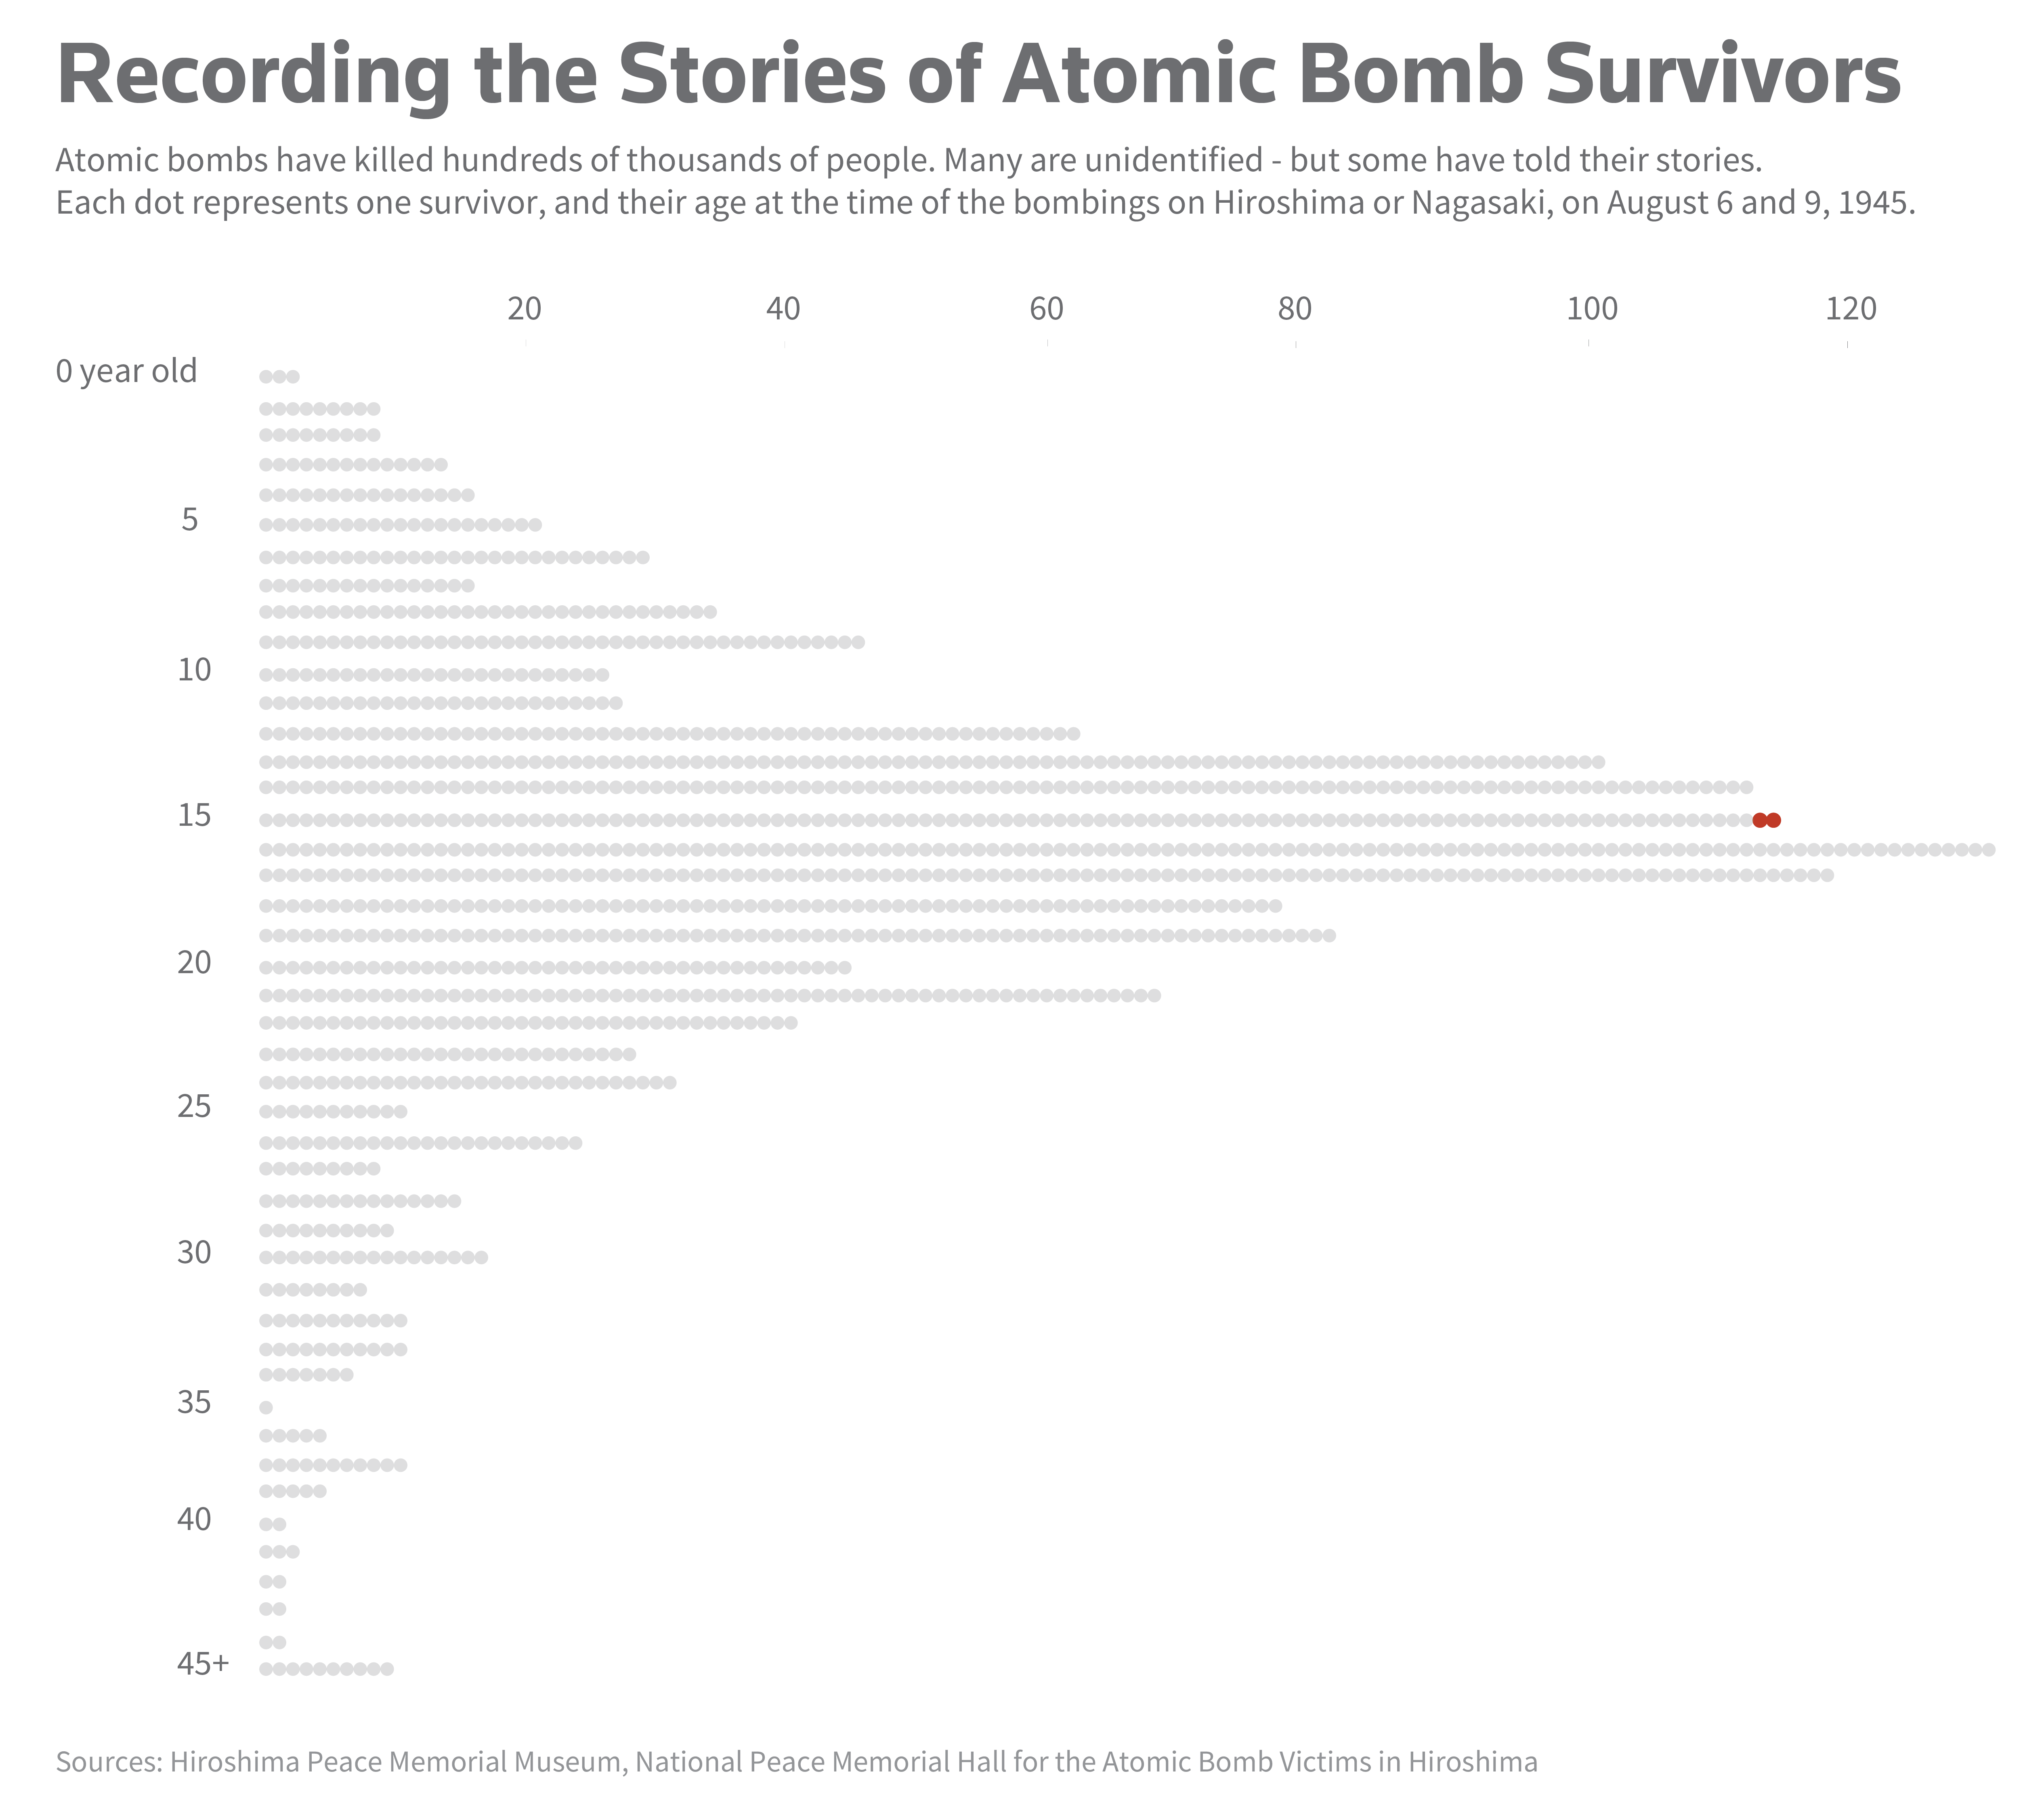 Recording the Stories of Atomic Bomb Survivors
Atomic bombs have killed hundreds of thousands of people. Many are unidentified - but some have told their stories.
Each dot represents one survivor, and their age at the time of the bombings on Hiroshima or Nagasaki, on August 6 and 9, 1945.
20 40 60 80 100 120
0 year old
5
10
15
20
25
30
35
40
45+
Sources: Hiroshima Peace Memorial Museum, National Peace Memorial Hall for the Atomic Bomb Victims in Hiroshima